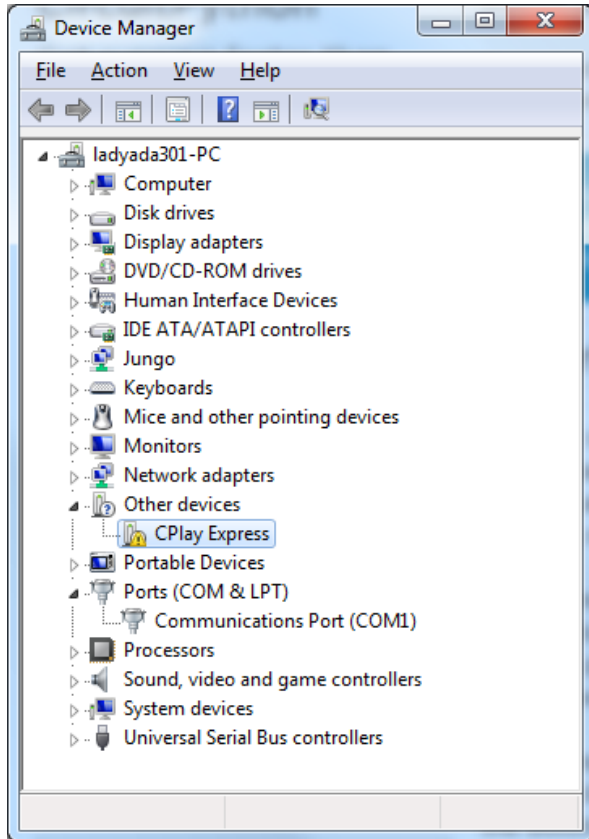 Device Manager
File Action View Help
ladyada301-PC
Computer
Disk drives
Display adapters
DVD/CD-ROM drives
Human Interface Devices
IDE ATA/ATAPI controllers
Jungo
Keyboards
Mice and other pointing devices
Monitors
Network adapters
Other devices
CPlay Express
Portable Devices
Ports (COM & LPT)
Communications Port (COM1)
Processors
Sound, video and game controllers
System devices
Universal Serial Bus controllers